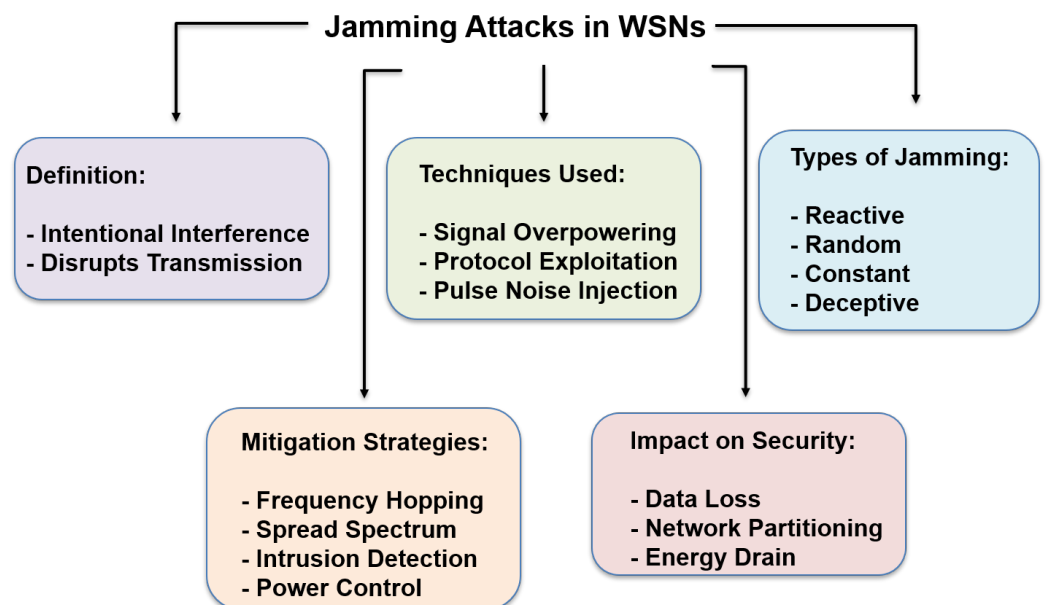 Jamming Attacks in WSNs
Definition:
- Intentional Interference
- Disrupts Transmission
Techniques Used:
- Signal Overpowering
- Protocol Exploitation
- Pulse Noise Injection
Types of Jamming:
- Reactive
- Random
- Constant
- Deceptive
Mitigation Strategies:
- Frequency Hopping
- Spread Spectrum
- Intrusion Detection
- Power Control
Impact on Security:
- Data Loss
- Network Partitioning
- Energy Drain